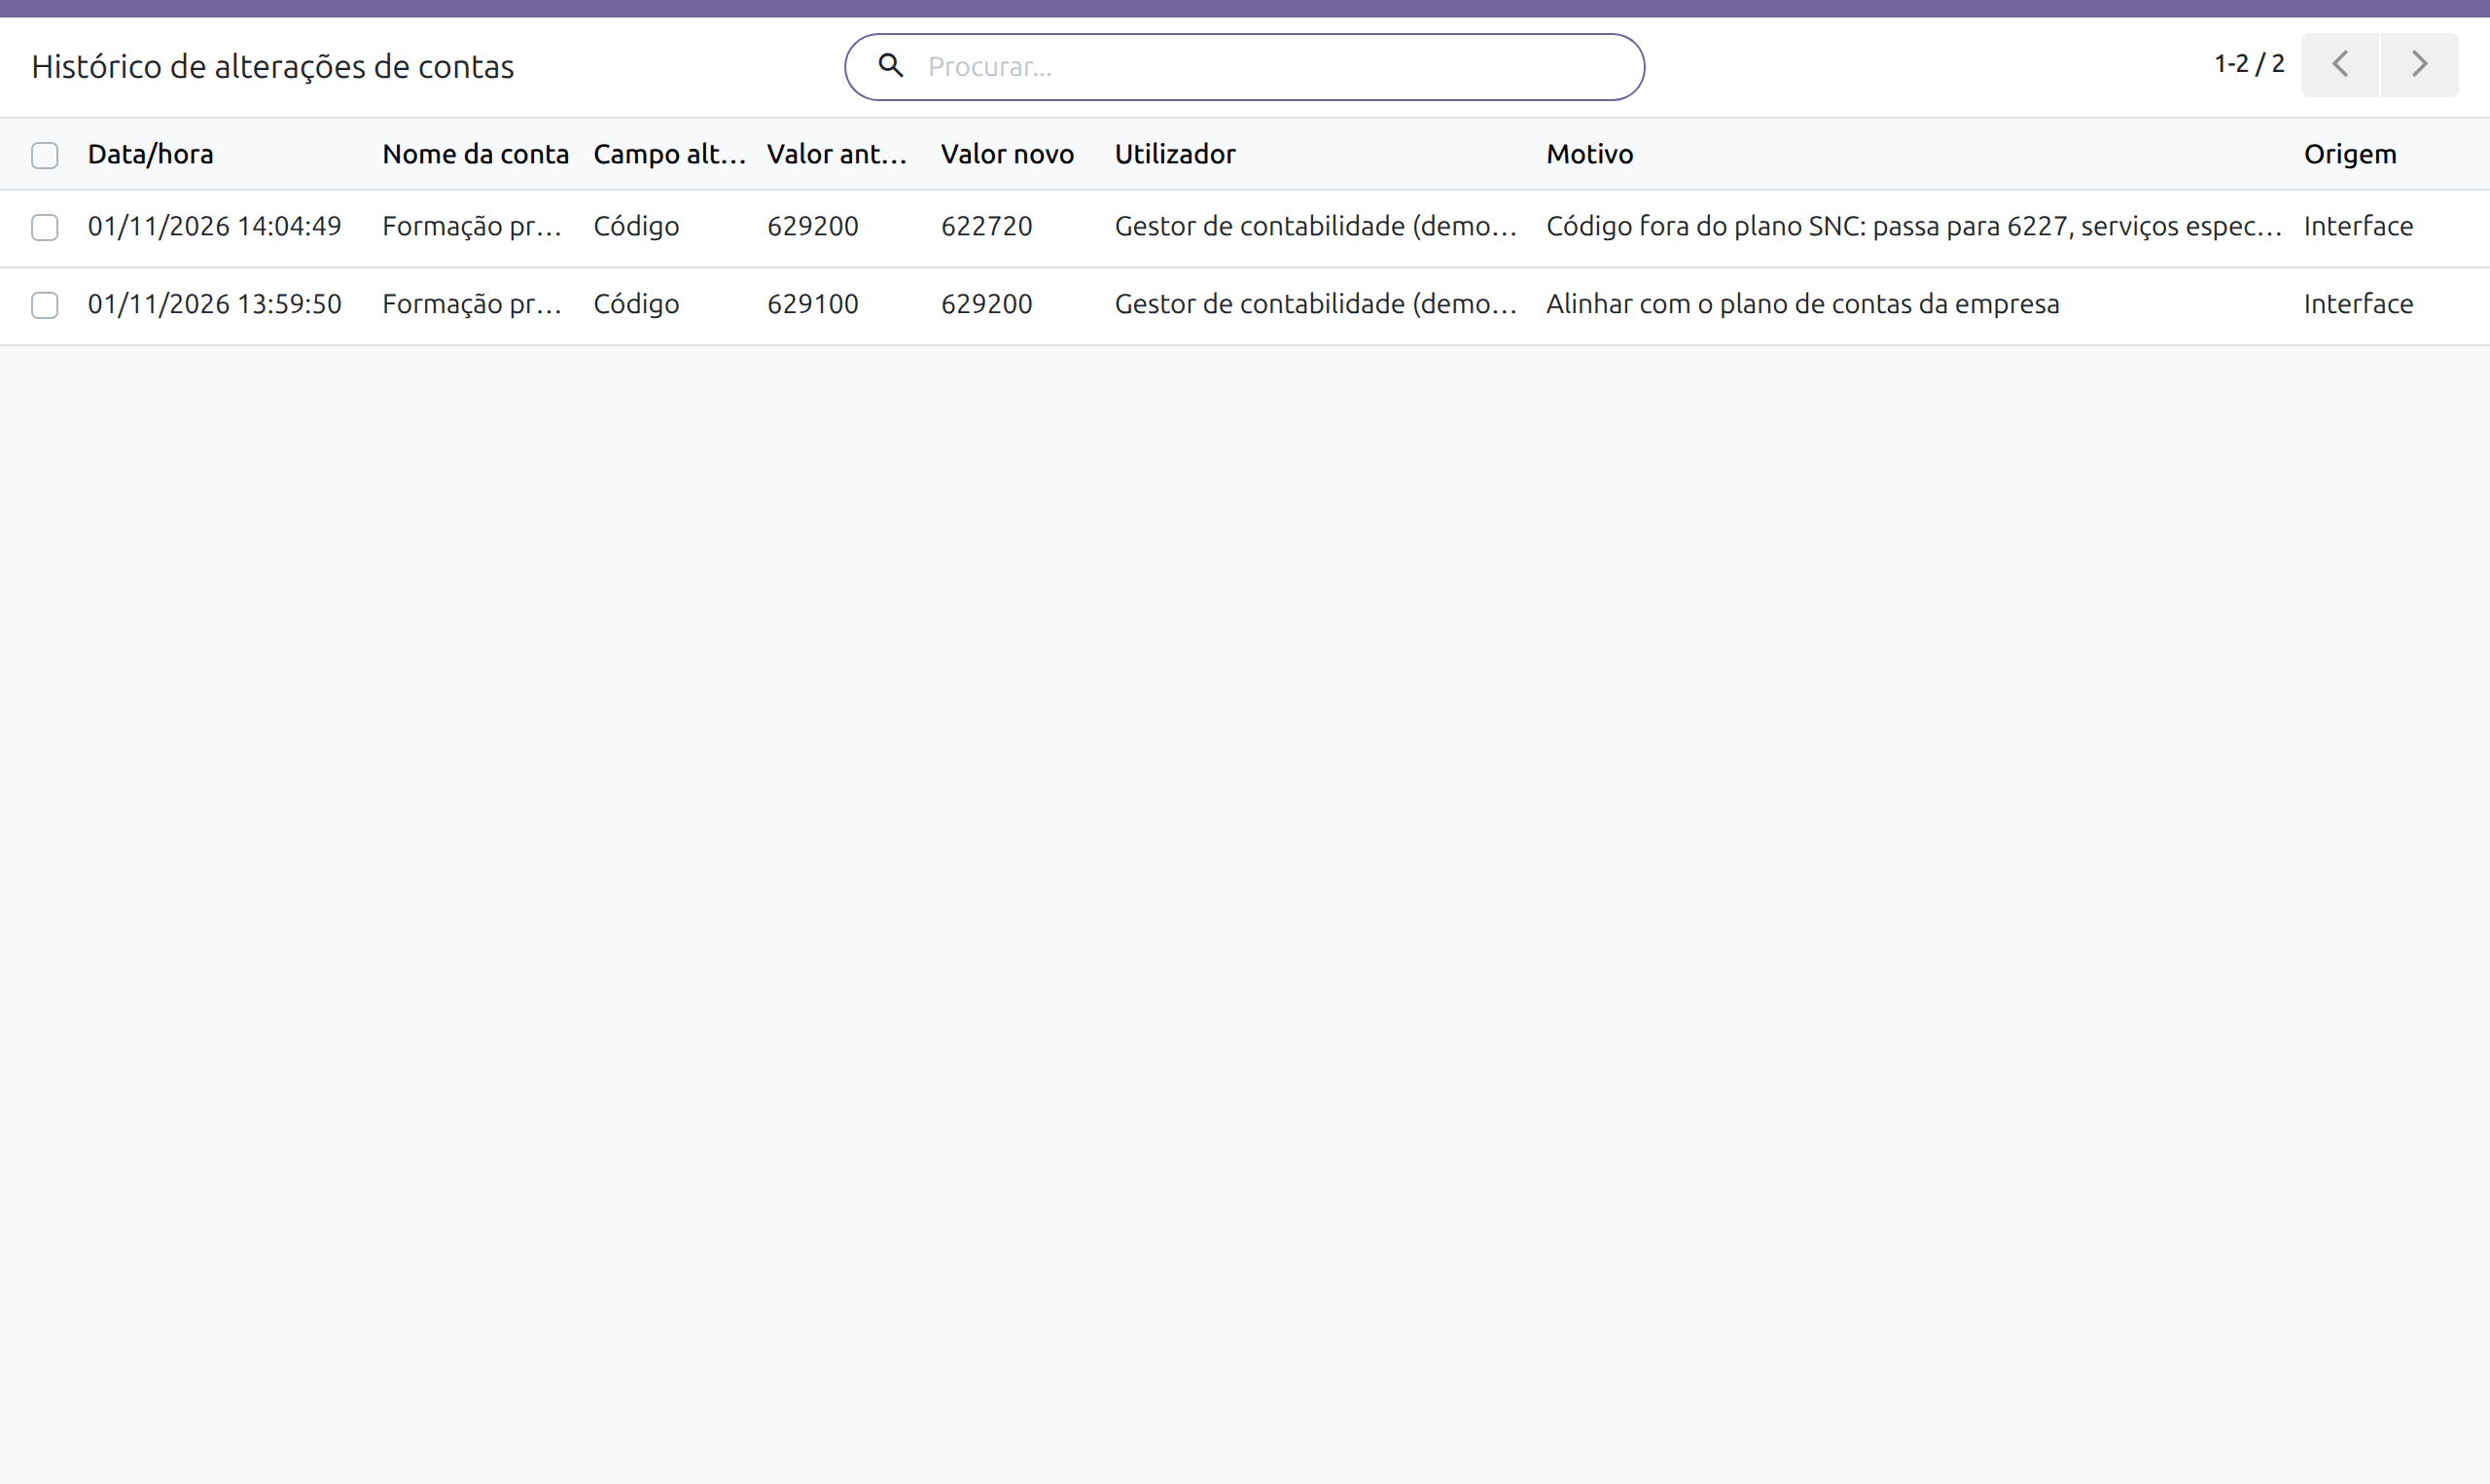 Histórico de alterações de contas
Procurar...
1-2 / 2
Data/hora Nome da conta Campo alt... Valor ant... Valor novo Utilizador Motivo Origem
01/11/2026 14:04:49 Formação pr... Código 629200 622720 Gestor de contabilidade (demo... Código fora do plano SNC: passa para 6227, serviços espec... Interface
01/11/2026 13:59:50 Formação pr... Código 629100 629200 Gestor de contabilidade (demo... Alinhar com o plano de contas da empresa Interface